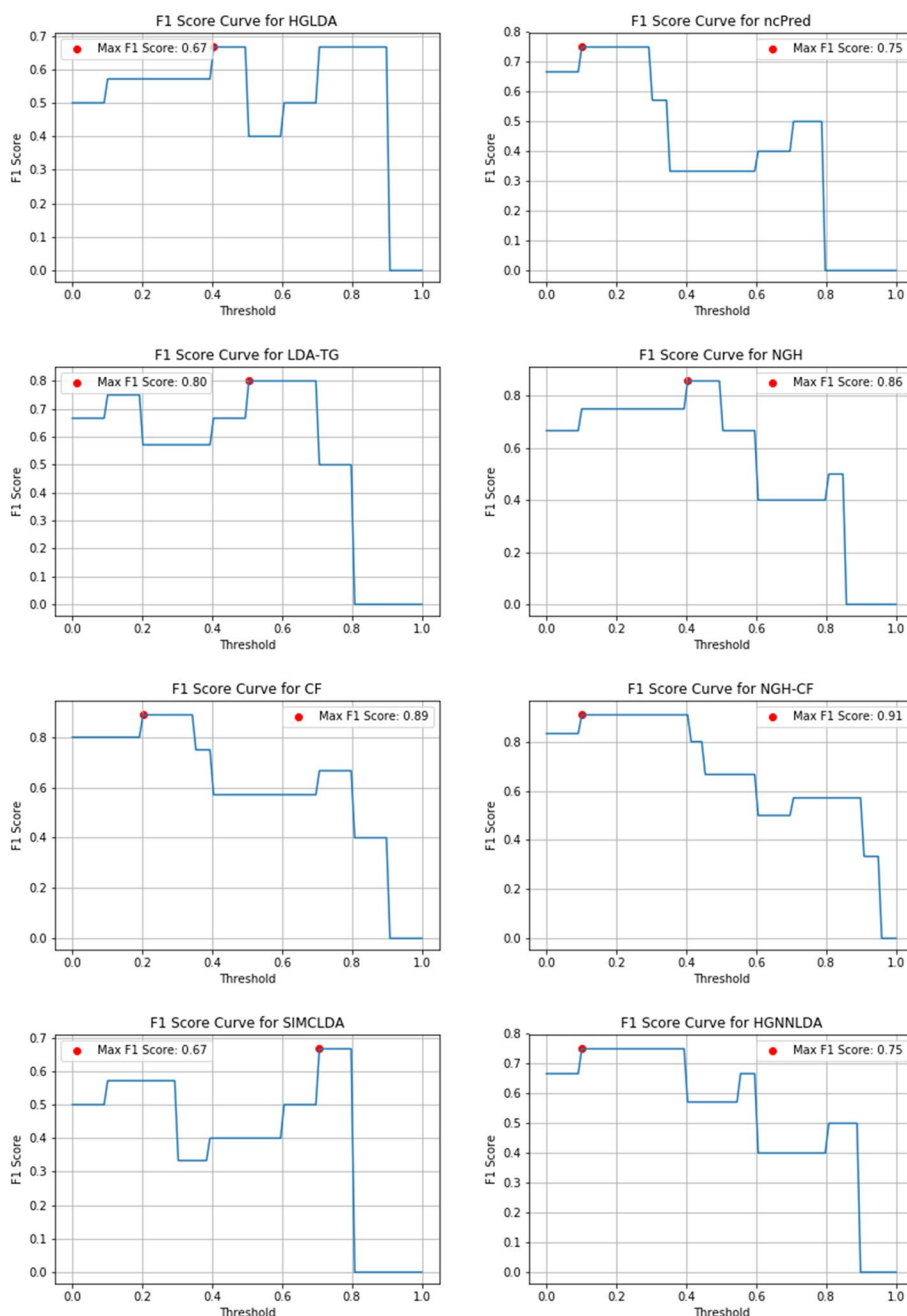 F1 Score Curve for HGLDA
Max F1 Score: 0.67
0.7
0.6
0.5
0.4
0.3
0.2
0.1
0.0
F1 Score
0.0 0.2 0.4 0.6 0.8 1.0
Threshold
F1 Score Curve for ncPred
Max F1 Score: 0.75
0.8
0.7
0.6
0.5
0.4
0.3
0.2
0.1
0.0
F1 Score
0.0 0.2 0.4 0.6 0.8 1.0
Threshold
F1 Score Curve for LDA-TG
Max F1 Score: 0.80
0.8
0.7
0.6
0.5
0.4
0.3
0.2
0.1
0.0
F1 Score
0.0 0.2 0.4 0.6 0.8 1.0
Threshold
F1 Score Curve for NGH
Max F1 Score: 0.86
0.8
0.6
0.4
0.2
0.0
F1 Score
0.0 0.2 0.4 0.6 0.8 1.0
Threshold
F1 Score Curve for CF
Max F1 Score: 0.89
0.8
0.6
0.4
0.2
0.0
F1 Score
0.0 0.2 0.4 0.6 0.8 1.0
Threshold
F1 Score Curve for NGH-CF
Max F1 Score: 0.91
0.8
0.6
0.4
0.2
0.0
F1 Score
0.0 0.2 0.4 0.6 0.8 1.0
Threshold
F1 Score Curve for SIMCLDA
Max F1 Score: 0.67
0.7
0.6
0.5
0.4
0.3
0.2
0.1
0.0
F1 Score
0.0 0.2 0.4 0.6 0.8 1.0
Threshold
F1 Score Curve for HGNNLDA
Max F1 Score: 0.75
0.8
0.7
0.6
0.5
0.4
0.3
0.2
0.1
0.0
F1 Score
0.0 0.2 0.4 0.6 0.8 1.0
Threshold